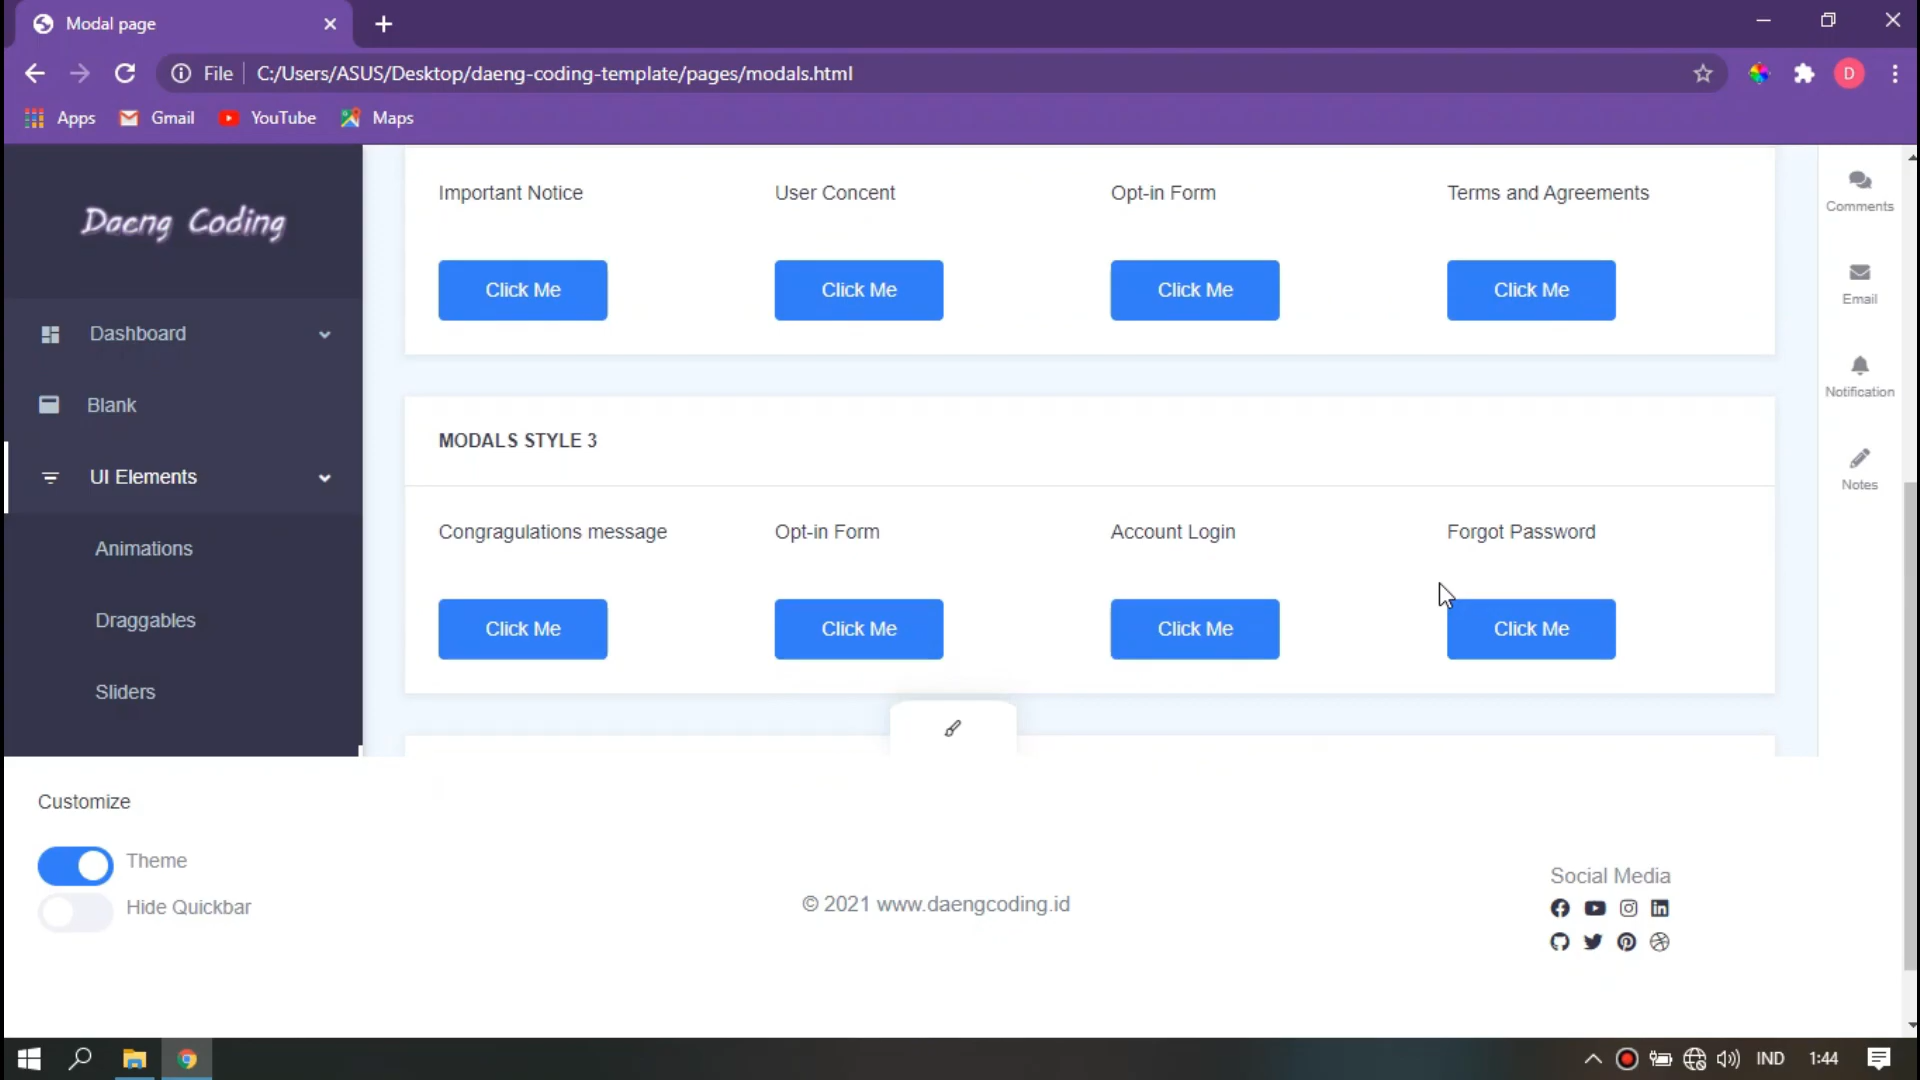 Modal page
File
C:/Users/ASUS/Desktop/daeng-coding-template/pages/modals.html
D
Apps
Gmail
YouTube
Maps
Daeng Coding
Dashboard
Blank
UI Elements
Animations
Draggables
Sliders
Important Notice
User Concent
Opt-in Form
Terms and Agreements
Click Me
Click Me
Click Me
Click Me
MODALS STYLE 3
Congragulations message
Opt-in Form
Account Login
Forgot Password
Click Me
Click Me
Click Me
Click Me
Comments
Email
Notification
Notes
Customize
Theme
Hide Quickbar
© 2021 www.daengcoding.id
Social Media
IND
1:44